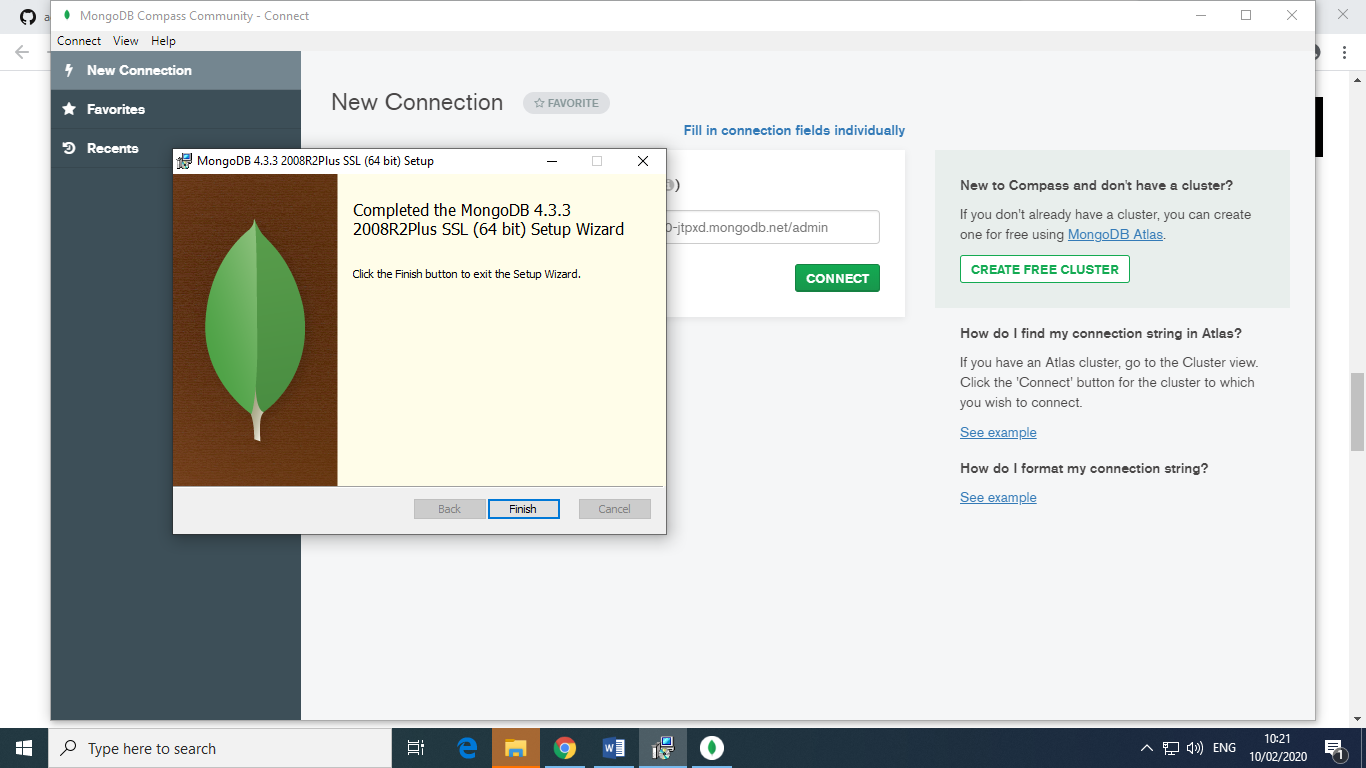 MongoDB Compass Community - Connect
Connect View Help
New Connection
Favorites
Recents
New Connection
FAVORITE
Fill in connection fields individually
)
0-jtpxd.mongodb.net/admin
CONNECT
New to Compass and don't have a cluster?
If you don't already have a cluster, you can create
one for free using MongoDB Atlas.
CREATE FREE CLUSTER
How do I find my connection string in Atlas?
If you have an Atlas cluster, go to the Cluster view.
Click the 'Connect' button for the cluster to which
you wish to connect.
See example
How do I format my connection string?
See example
MongoDB 4.3.3 2008R2Plus SSL (64 bit) Setup
Completed the MongoDB 4.3.3
2008R2Plus SSL (64 bit) Setup Wizard
Click the Finish button to exit the Setup Wizard.
Back
Finish
Cancel
Type here to search
ENG
10:21
10/02/2020
1